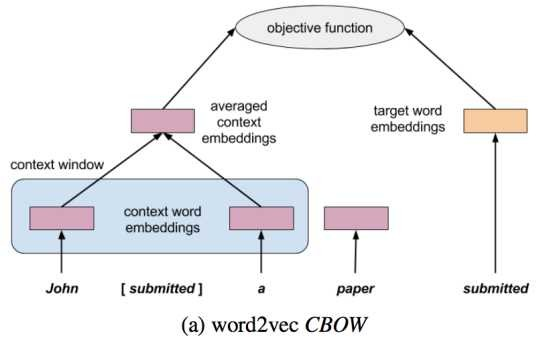 objective function
averaged
context
embeddings
target word
embeddings
context window
context word
embeddings
John [ submitted ] a paper submitted
(a) word2vec CBOW